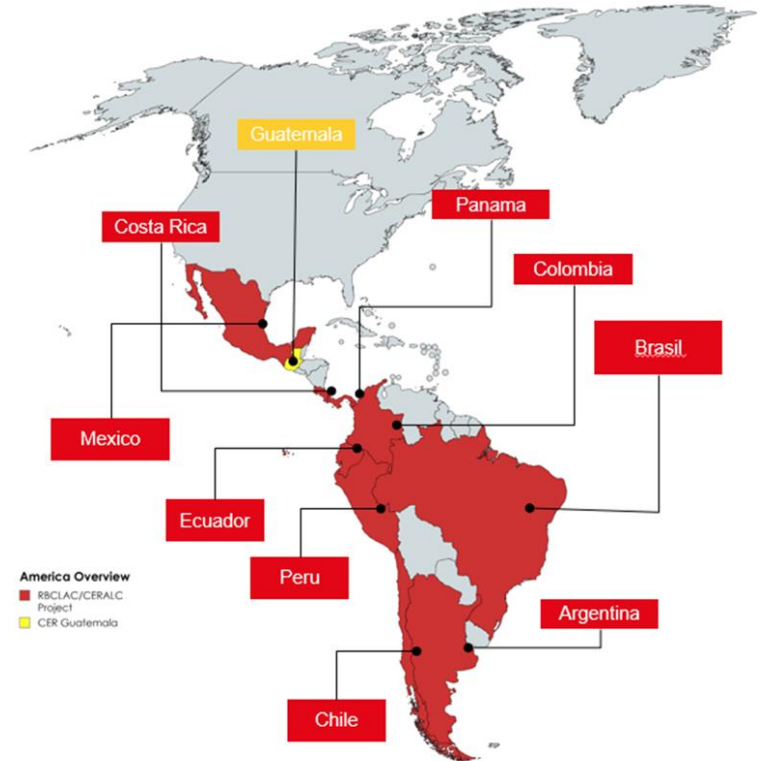 Guatemala
Panama
Costa Rica
Colombia
Brasil
Mexico
Ecuador
Peru
Argentina
Chile
America Overview
RBCLAC/CERALC
Project
CER Guatemala